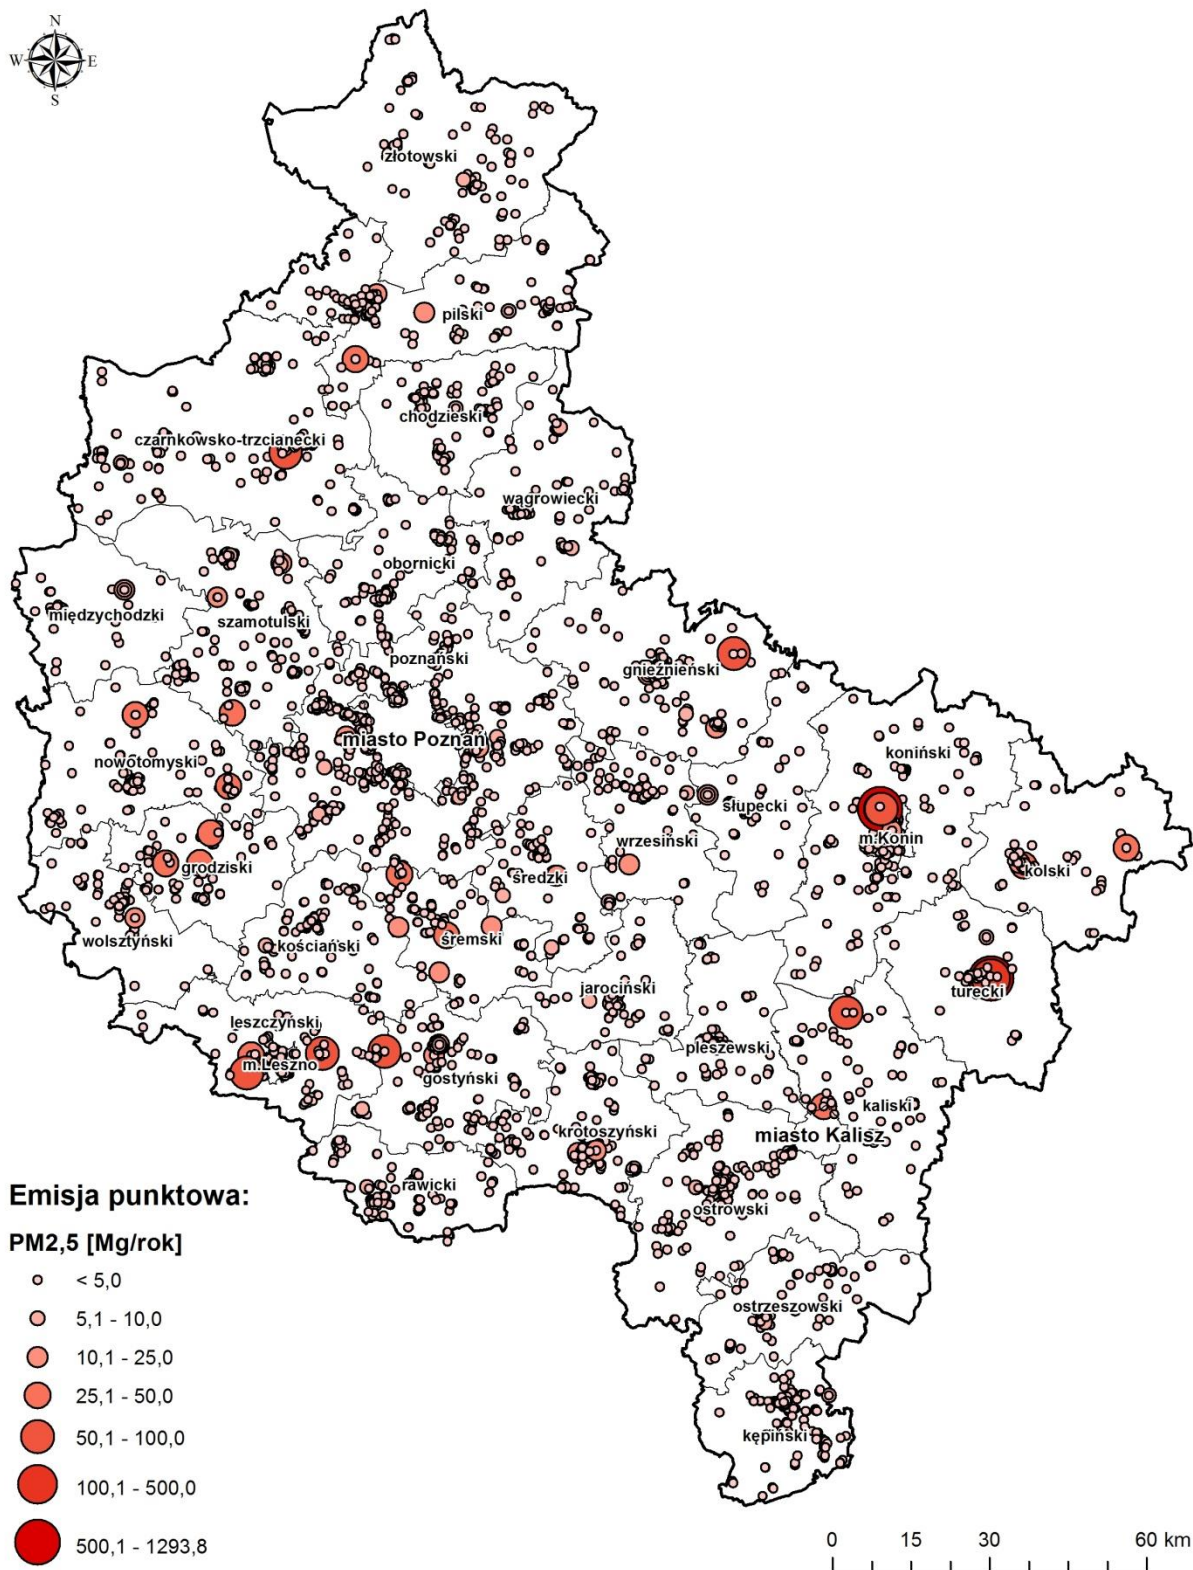 N
W E
S
złotowski
pilski
chodzieski
czarnkowsko-trzcianecki
wągrowiecki
obornicki
międzychodzki
szamotulski
poznański
gnieźnieński
miasto Poznań
koniński
nowotomyski
słupecki
wrzesiński
m.Konin
grodziski
średzki
kolski
wolsztyński
kościański
śremski
jarociński
turecki
leszczyński
pleszewski
m.Leszno
gostyński
kaliski
krotoszyński
miasto Kalisz
rawicki
ostrowski
Emisja punktowa:
PM2,5 [Mg/rok]
< 5,0
5,1 - 10,0
ostrzeszowski
10,1 - 25,0
25,1 - 50,0
50,1 - 100,0
kępiński
100,1 - 500,0
500,1 - 1293,8
0 15 30 60 km